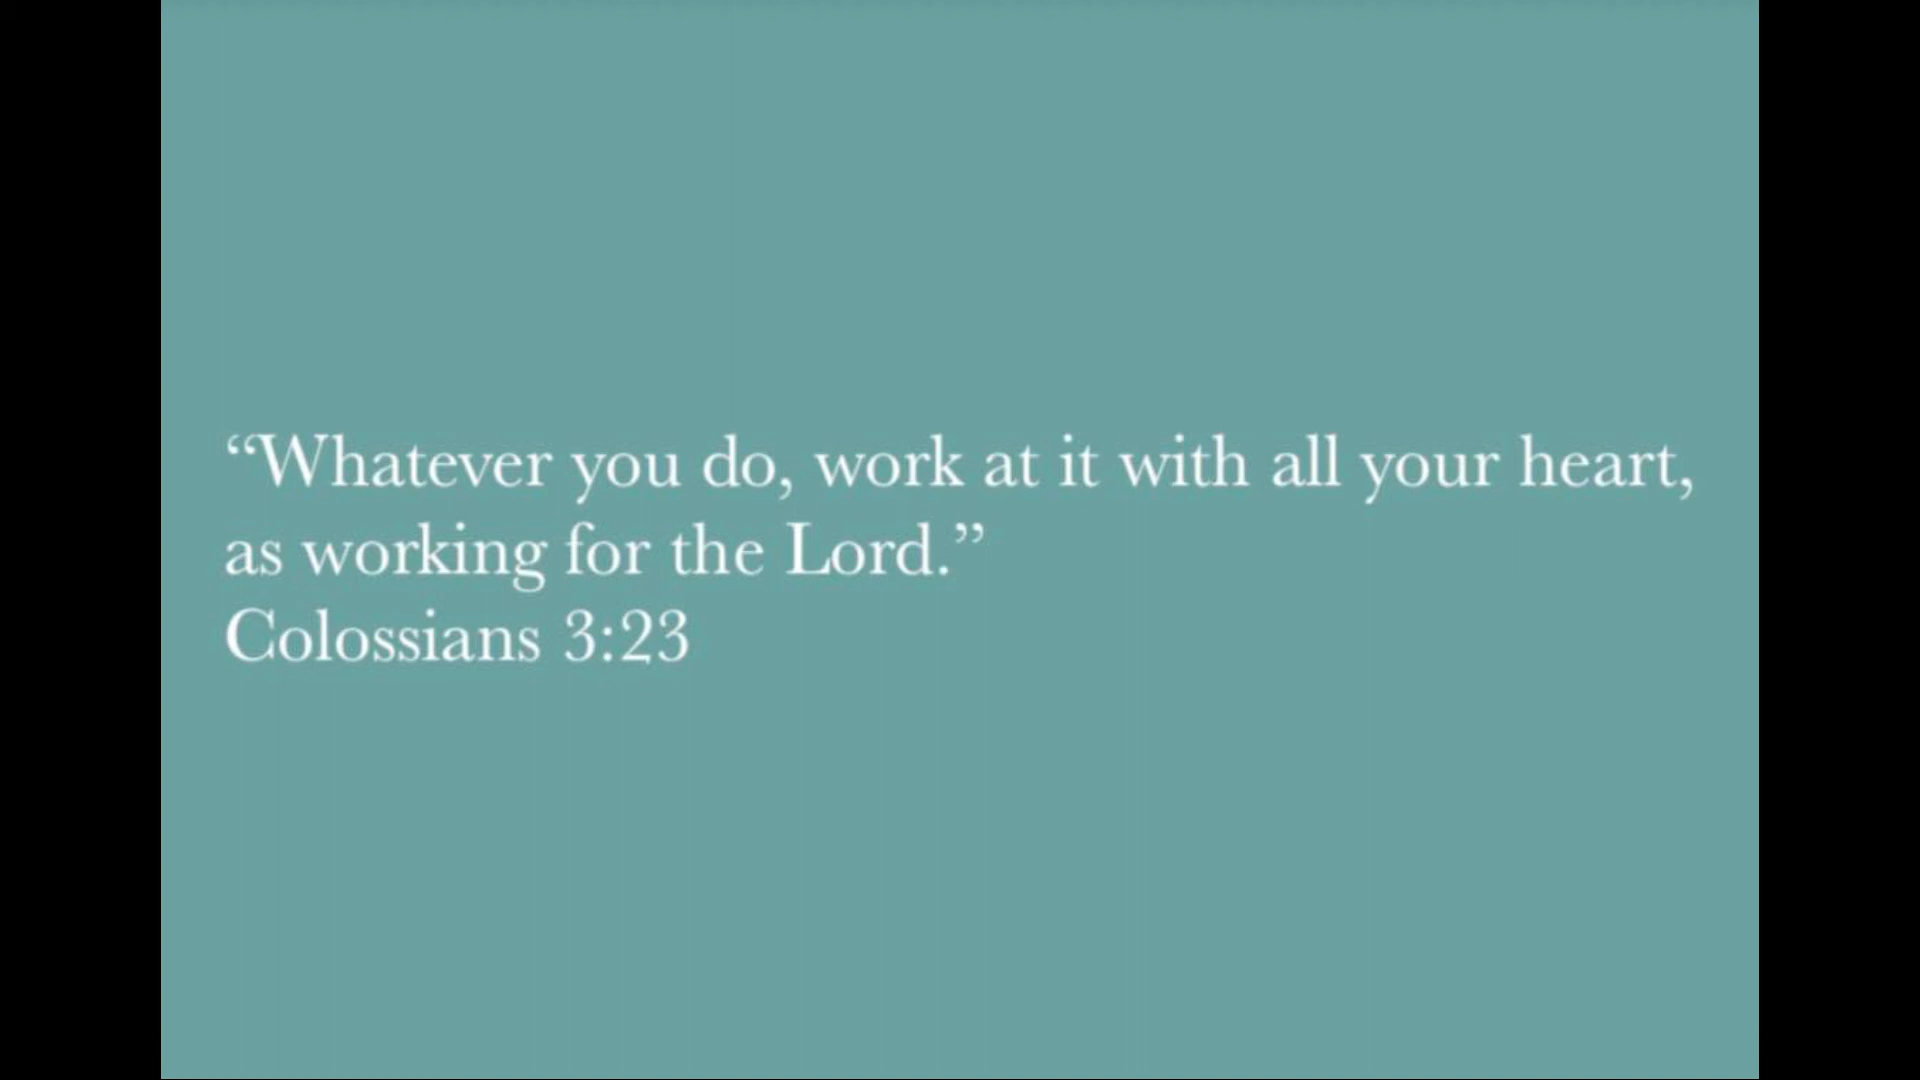 “Whatever you do, work at it with all your heart,
as working for the Lord.”
Colossians 3:23